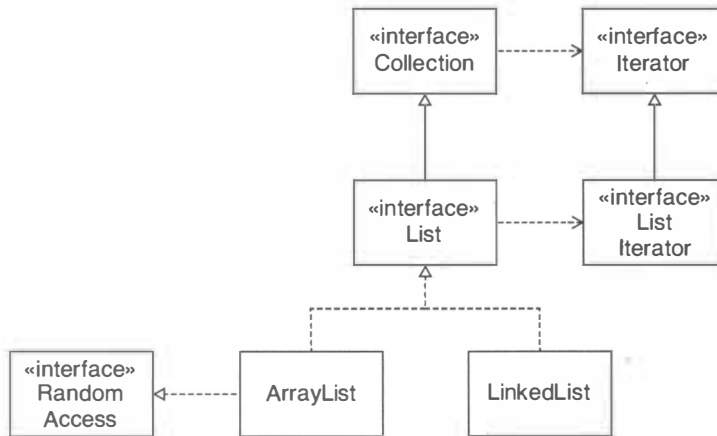 «interface»
Collection
«interface»
Iterator
«interface»
List
«interface»
List
Iterator
«interface»
Random
Access
ArrayList
LinkedList